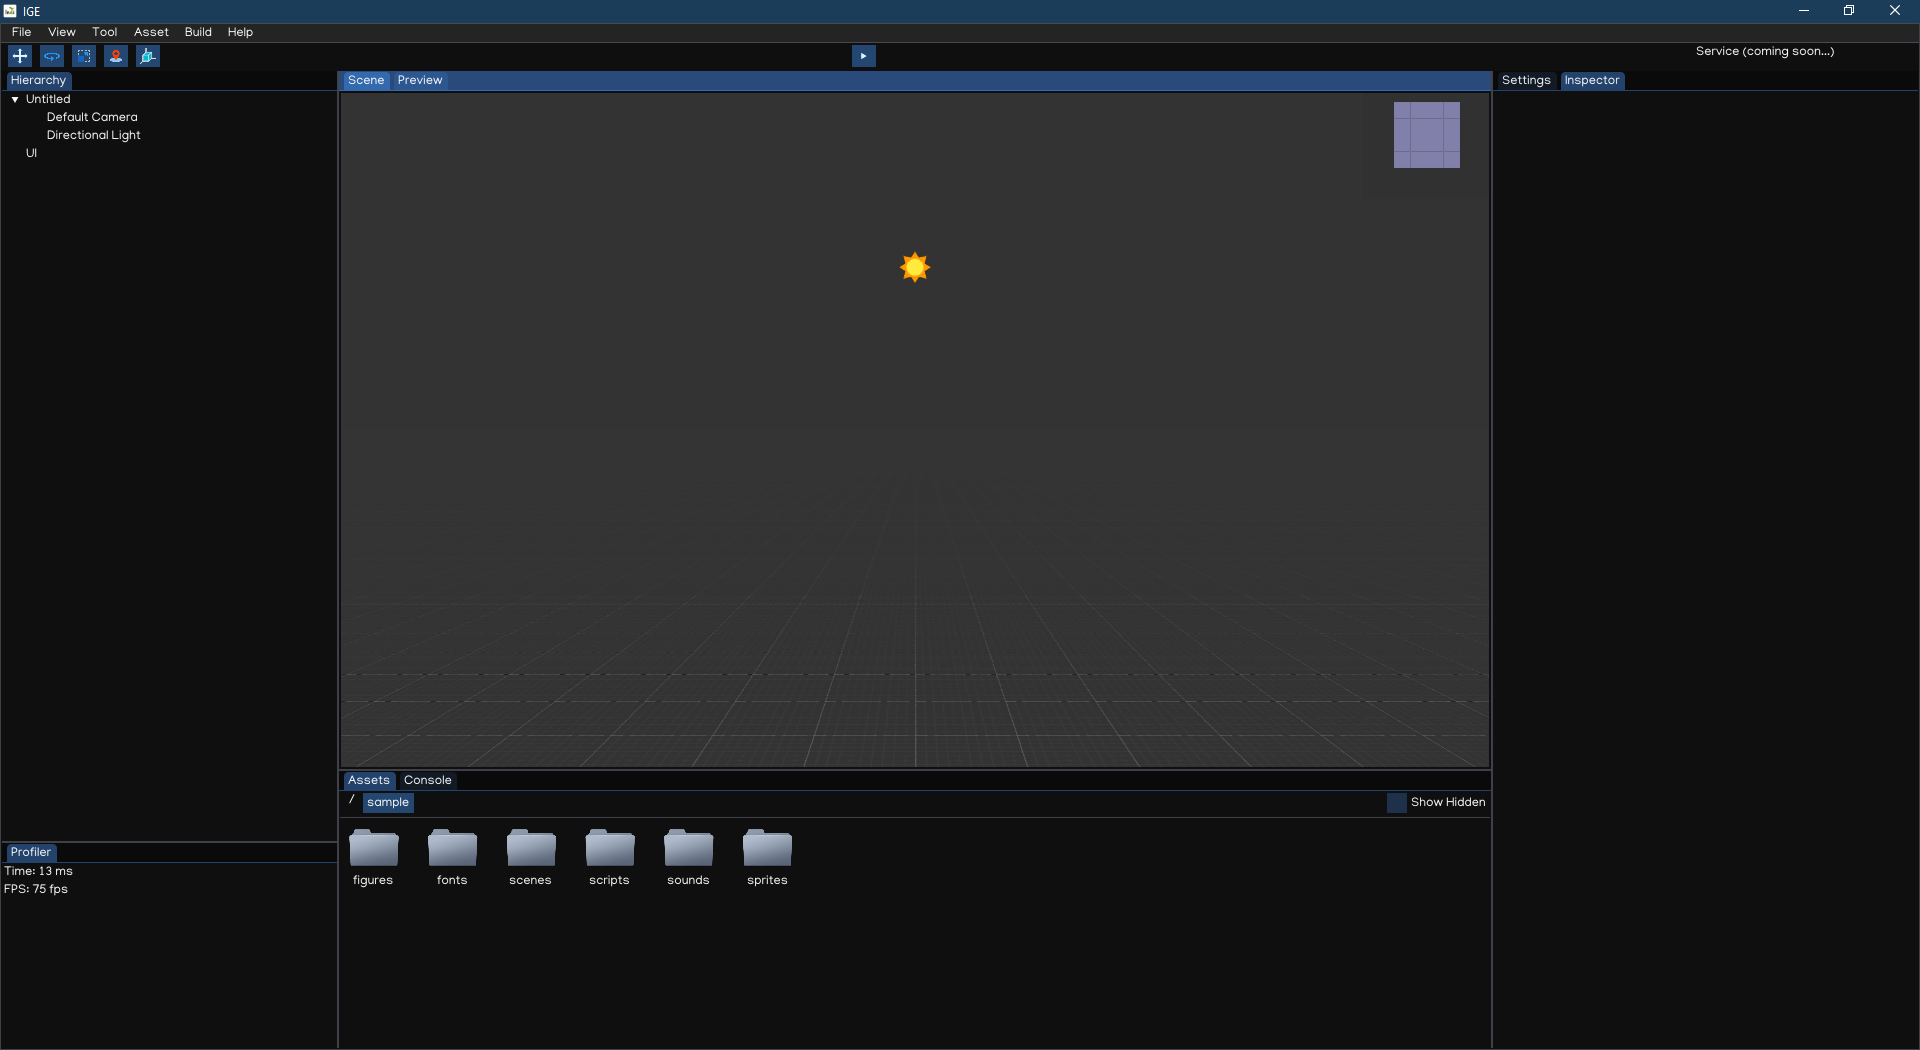 IGE
File View Tool Asset Build Help
Service (coming soon...)
Hierarchy
Untitled
Default Camera
Directional Light
UI
Scene Preview
Settings Inspector
Assets Console
/ sample
Show Hidden
figures fonts scenes scripts sounds sprites
Profiler
Time: 13 ms
FPS: 75 fps